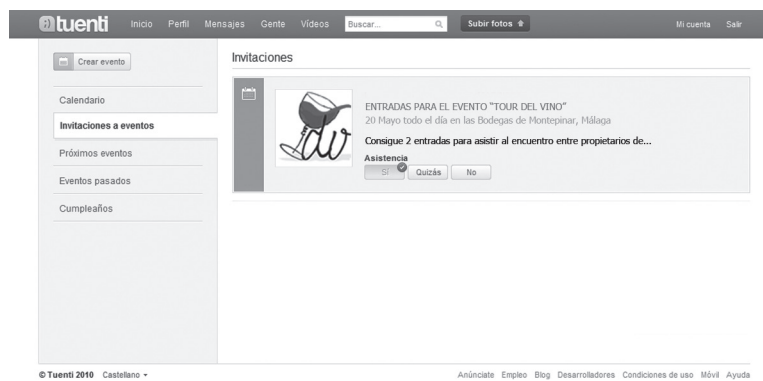 tuenti Inicio Perfil Mensajes Gente Vídeos Buscar... Subir fotos Mi cuenta Salir
Crear evento
Calendario
Invitaciones a eventos
Próximos eventos
Eventos pasados
Cumpleaños
Invitaciones
ENTRADAS PARA EL EVENTO "TOUR DEL VINO"
20 Mayo todo el día en las Bodegas de Montepinar, Málaga
Consigue 2 entradas para asistir al encuentro entre propietarios de...
Asistencia
Sí Quizás No
© Tuenti 2010 Castellano
Anúnciate Empleo Blog Desarrolladores Condiciones de uso Móvil Ayuda